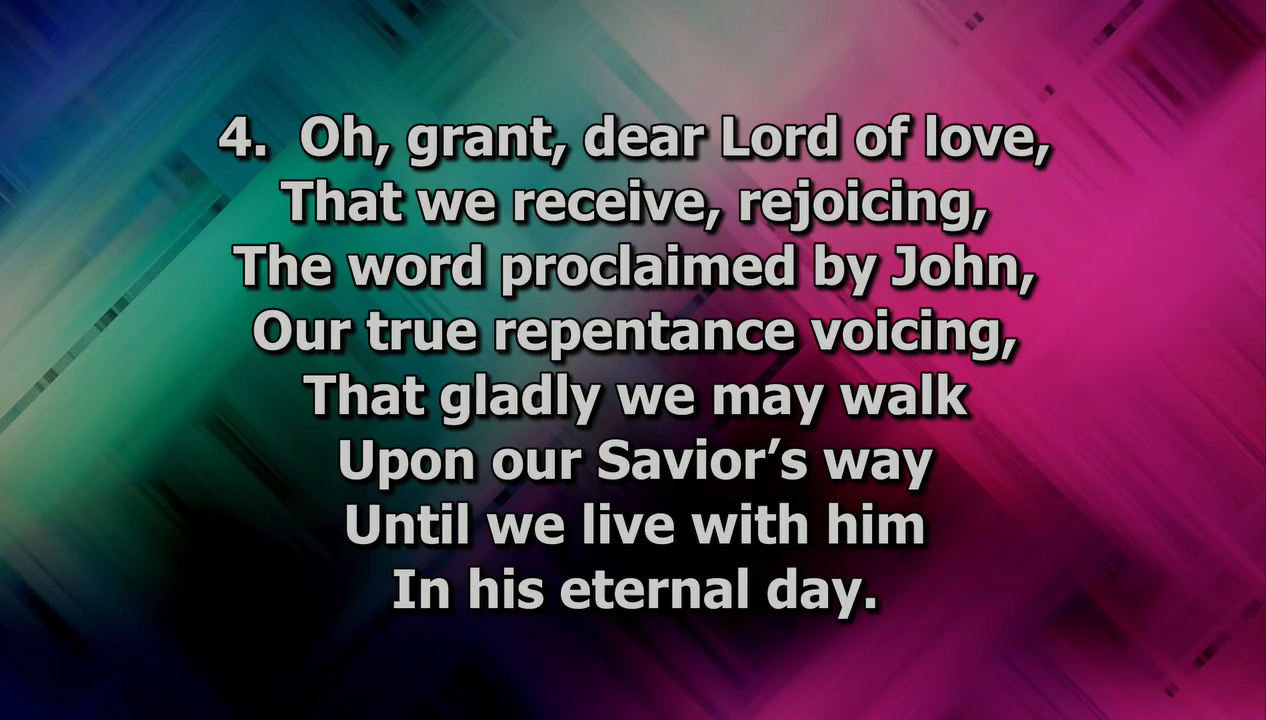 4. Oh, grant, dear Lord of love,
That we receive, rejoicing,
The word proclaimed by John,
Our true repentance voicing,
That gladly we may walk
Upon our Savior’s way
Until we live with him
In his eternal day.